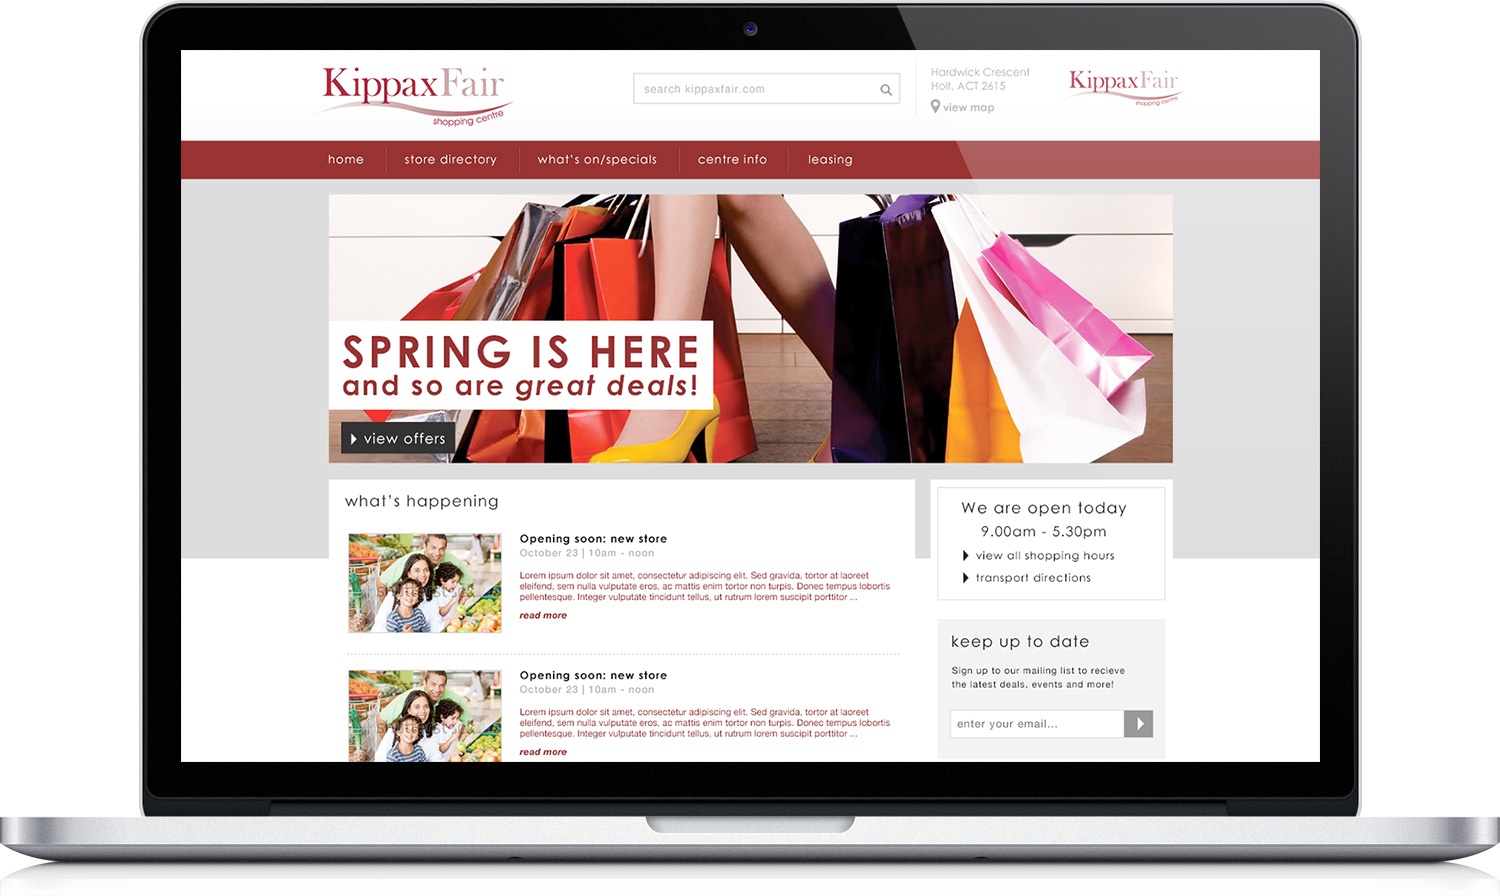 KippaxFair
shopping centre
search kippaxfair.com
Hardwick Crescent
Holt, ACT 2615
view map
KippaxFair
shopping centre
home
store directory
what's on/specials
centre info
leasing
SPRING IS HERE
and so are great deals!
view offers
what's happening
Opening soon: new store
October 23 | 10am - noon
Lorem ipsum dolor sit amet, consectetur adipiscing elit. Sed gravida, tortor at laoreet
eleifend, sem nulla vulputate eros, ac mattis enim tortor non turpis. Donec tempus lobortis
pellentesque. Integer vulputate tincidunt tellus, ut rutrum lorem suscipit porttitor ...
read more
Opening soon: new store
October 23 | 10am - noon
Lorem ipsum dolor sit amet, consectetur adipiscing elit. Sed gravida, tortor at laoreet
eleifend, sem nulla vulputate eros, ac mattis enim tortor non turpis. Donec tempus lobortis
pellentesque. Integer vulputate tincidunt tellus, ut rutrum lorem suscipit porttitor ...
read more
We are open today
9.00am - 5.30pm
view all shopping hours
transport directions
keep up to date
Sign up to our mailing list to recieve
the latest deals, events and more!
enter your email...